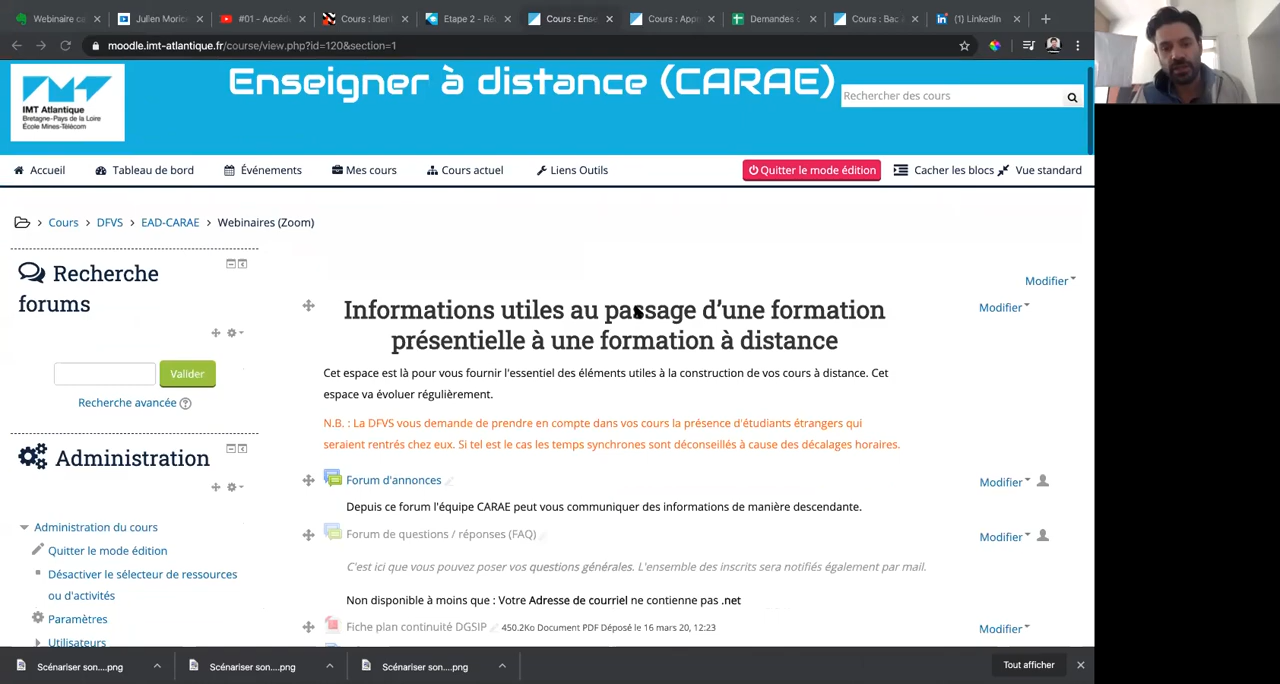 Webinaire ca
Julien Moric
#01 - Accéd
Cours : Iden
Etape 2 - Ré
Cours : Ense
Cours : Appr
Demandes
Cours : Bac
(1) LinkedIn
moodle.imt-atlantique.fr/course/view.php?id=120&section=1
IMT Atlantique
Bretagne-Pays de la Loire
École Mines-Télécom
Enseigner à distance (CARAE)
Rechercher des cours
Accueil
Tableau de bord
Événements
Mes cours
Cours actuel
Liens Outils
Quitter le mode édition
Cacher les blocs
Vue standard
Cours > DFVS > EAD-CARAE > Webinaires (Zoom)
Recherche
forums
Valider
Recherche avancée
Administration
Administration du cours
Quitter le mode édition
Désactiver le sélecteur de ressources
ou d'activités
Paramètres
Utilisateurs
Modifier
Informations utiles au passage d’une formation
présentielle à une formation à distance
Modifier
Cet espace est là pour vous fournir l'essentiel des éléments utiles à la construction de vos cours à distance. Cet
espace va évoluer régulièrement.
N.B. : La DFVS vous demande de prendre en compte dans vos cours la présence d'étudiants étrangers qui
seraient rentrés chez eux. Si tel est le cas les temps synchrones sont déconseillés à cause des décalages horaires.
Forum d'annonces
Modifier
Depuis ce forum l'équipe CARAE peut vous communiquer des informations de manière descendante.
Forum de questions / réponses (FAQ)
Modifier
C'est ici que vous pouvez poser vos questions générales. L'ensemble des inscrits sera notifiés également par mail.
Non disponible à moins que : Votre Adresse de courriel ne contienne pas .net
Fiche plan continuité DGSIP 450.2Ko Document PDF Déposé le 16 mars 20, 12:23
Modifier
Scénariser son....png
Scénariser son....png
Scénariser son....png
Tout afficher